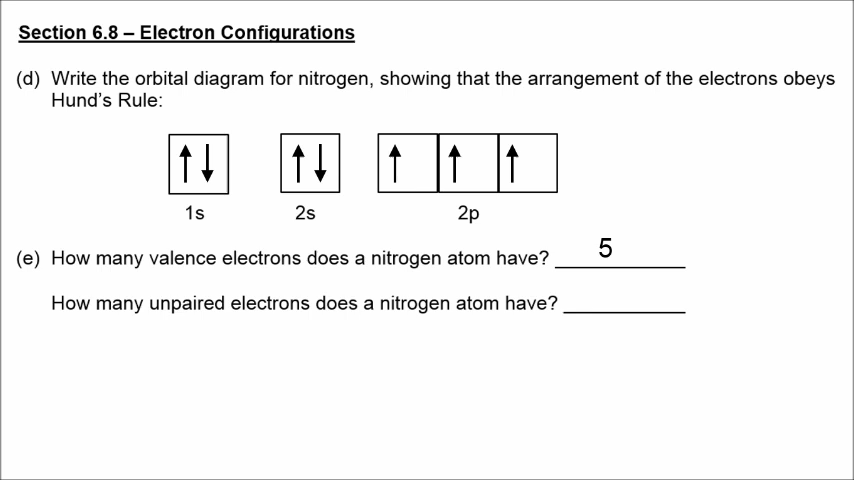 Section 6.8 – Electron Configurations
(d) Write the orbital diagram for nitrogen, showing that the arrangement of the electrons obeys
Hund’s Rule:
1s 2s 2p
(e) How many valence electrons does a nitrogen atom have? 5
How many unpaired electrons does a nitrogen atom have?